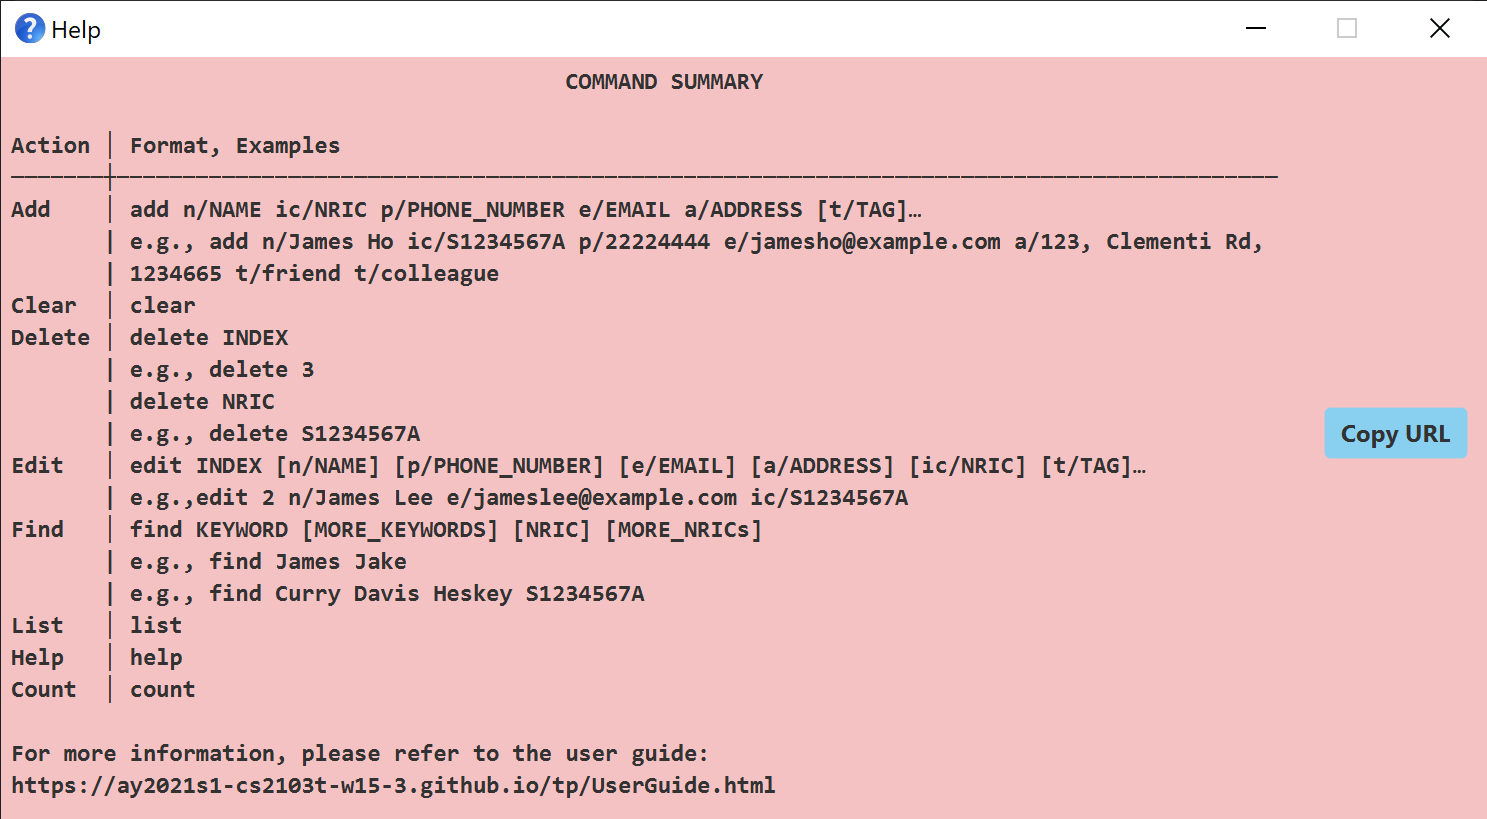 Help
COMMAND SUMMARY
Action │ Format, Examples
───────┼────────────────────────────────────────────────────────────────────────────────────────
Add    │ add n/NAME ic/NRIC p/PHONE_NUMBER e/EMAIL a/ADDRESS [t/TAG]…
       | e.g., add n/James Ho ic/S1234567A p/22224444 e/jamesho@example.com a/123, Clementi Rd,
       | 1234665 t/friend t/colleague
Clear  │ clear
Delete │ delete INDEX
       | e.g., delete 3
       | delete NRIC
       | e.g., delete S1234567A
Copy URL
Edit   │ edit INDEX [n/NAME] [p/PHONE_NUMBER] [e/EMAIL] [a/ADDRESS] [ic/NRIC] [t/TAG]…
       | e.g.,edit 2 n/James Lee e/jameslee@example.com ic/S1234567A
Find   │ find KEYWORD [MORE_KEYWORDS] [NRIC] [MORE_NRICs]
       | e.g., find James Jake
       | e.g., find Curry Davis Heskey S1234567A
List   │ list
Help   │ help
Count  │ count
For more information, please refer to the user guide:
https://ay2021s1-cs2103t-w15-3.github.io/tp/UserGuide.html